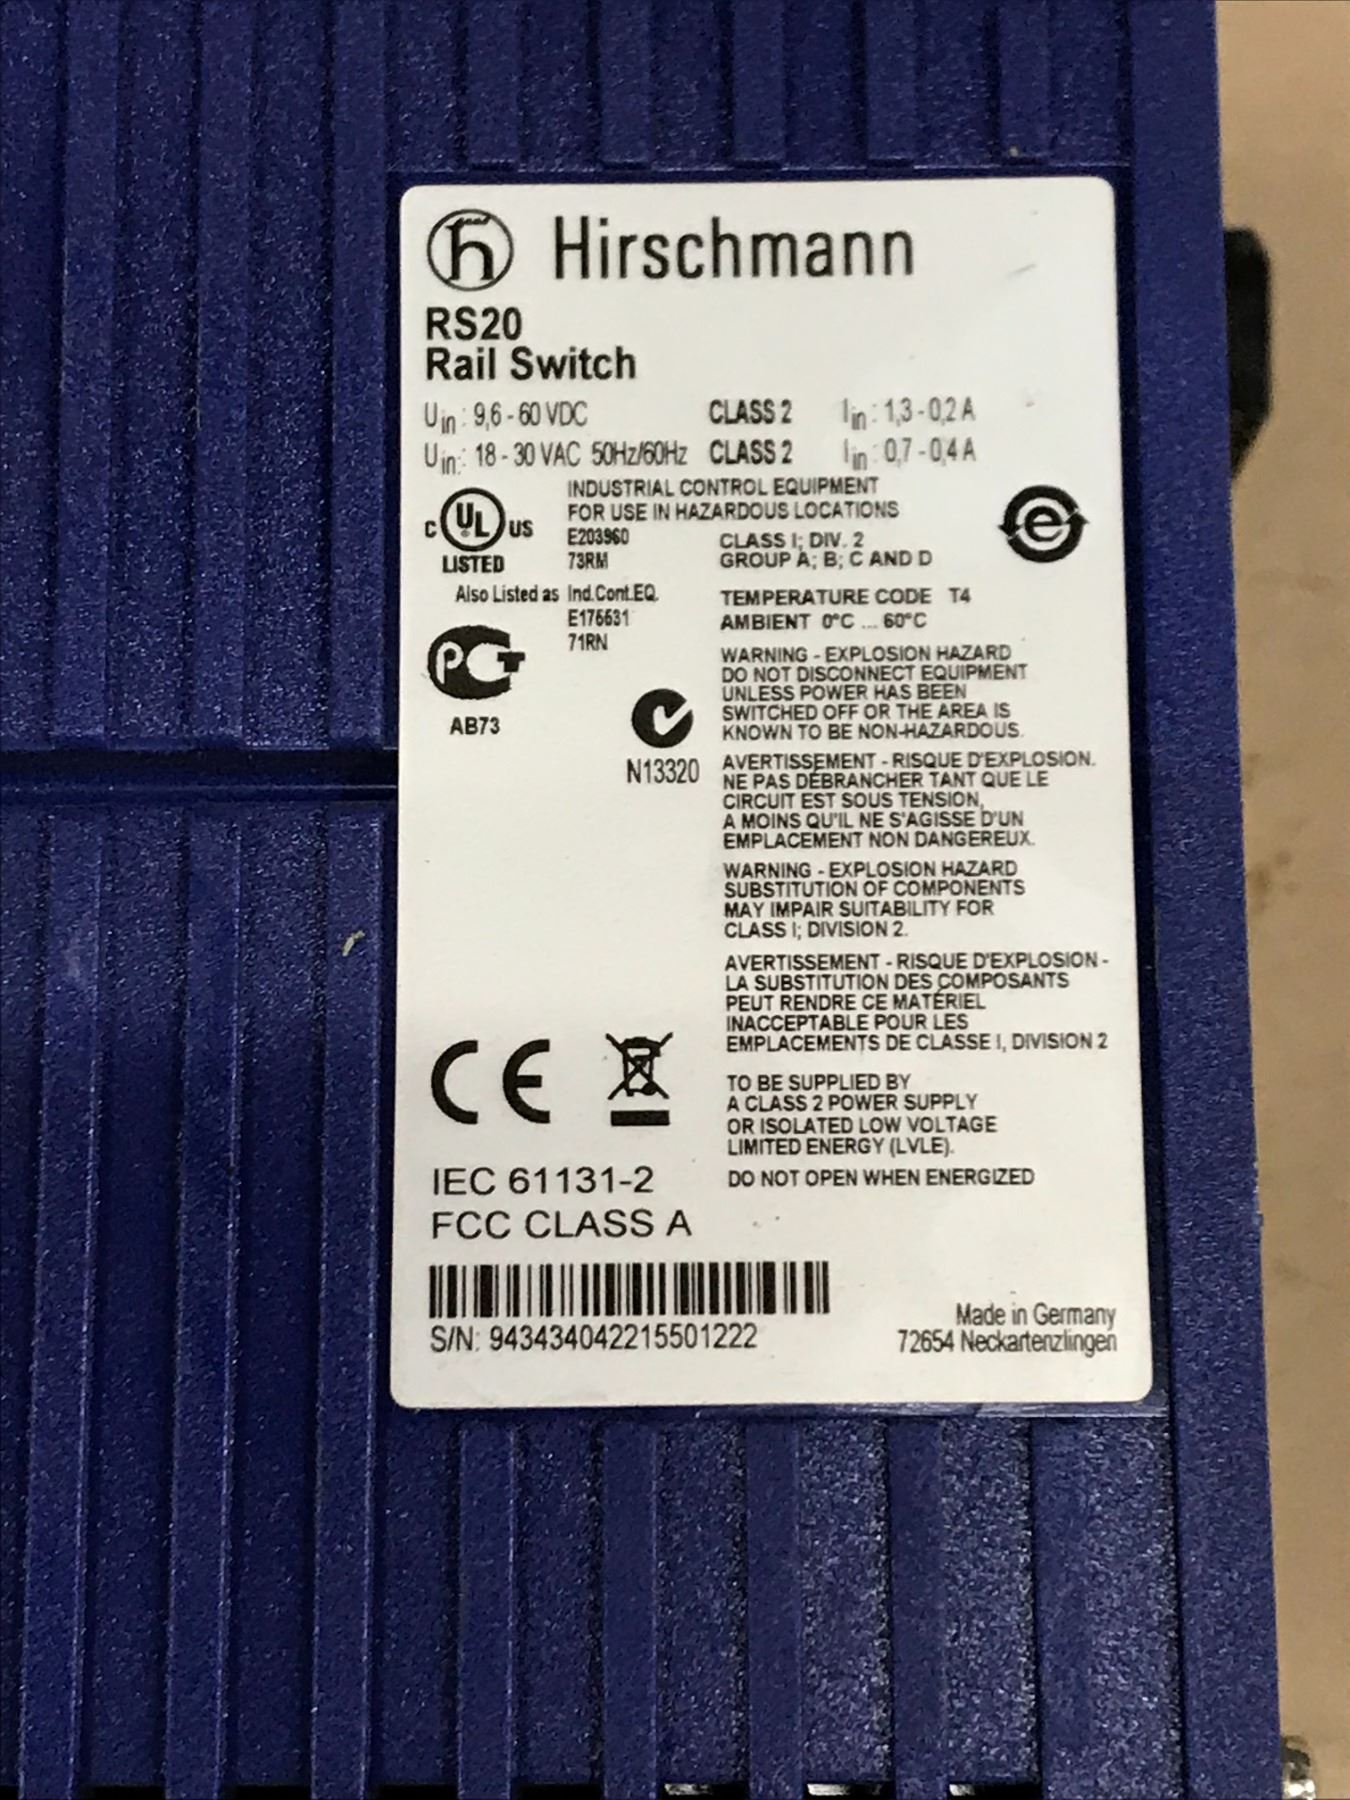 Hirschmann
RS20
Rail Switch
Uin: 9,6 - 60 VDC CLASS 2 Iin: 1,3 - 0,2 A
Uin: 18 - 30 VAC 50Hz/60Hz CLASS 2 Iin: 0,7 - 0,4 A
INDUSTRIAL CONTROL EQUIPMENT
FOR USE IN HAZARDOUS LOCATIONS
C UL US
LISTED
E203960
73RM
CLASS I; DIV. 2
GROUP A; B; C AND D
e
Also Listed as Ind.Cont.EQ.
E175531
71RN
TEMPERATURE CODE T4
AMBIENT 0°C ... 60°C
PCT
AB73
N13320
WARNING - EXPLOSION HAZARD
DO NOT DISCONNECT EQUIPMENT
UNLESS POWER HAS BEEN
SWITCHED OFF OR THE AREA IS
KNOWN TO BE NON-HAZARDOUS.
AVERTISSEMENT - RISQUE D'EXPLOSION.
NE PAS DÉBRANCHER TANT QUE LE
CIRCUIT EST SOUS TENSION,
A MOINS QU'IL NE S'AGISSE D'UN
EMPLACEMENT NON DANGEREUX.
WARNING - EXPLOSION HAZARD
SUBSTITUTION OF COMPONENTS
MAY IMPAIR SUITABILITY FOR
CLASS I; DIVISION 2.
AVERTISSEMENT - RISQUE D'EXPLOSION -
LA SUBSTITUTION DES COMPOSANTS
PEUT RENDRE CE MATÉRIEL
INACCEPTABLE POUR LES
EMPLACEMENTS DE CLASSE I, DIVISION 2
TO BE SUPPLIED BY
A CLASS 2 POWER SUPPLY
OR ISOLATED LOW VOLTAGE
LIMITED ENERGY (LVLE).
DO NOT OPEN WHEN ENERGIZED
CE
IEC 61131-2
FCC CLASS A
S/N: 943434042215501222
Made in Germany
72654 Neckartenzlingen